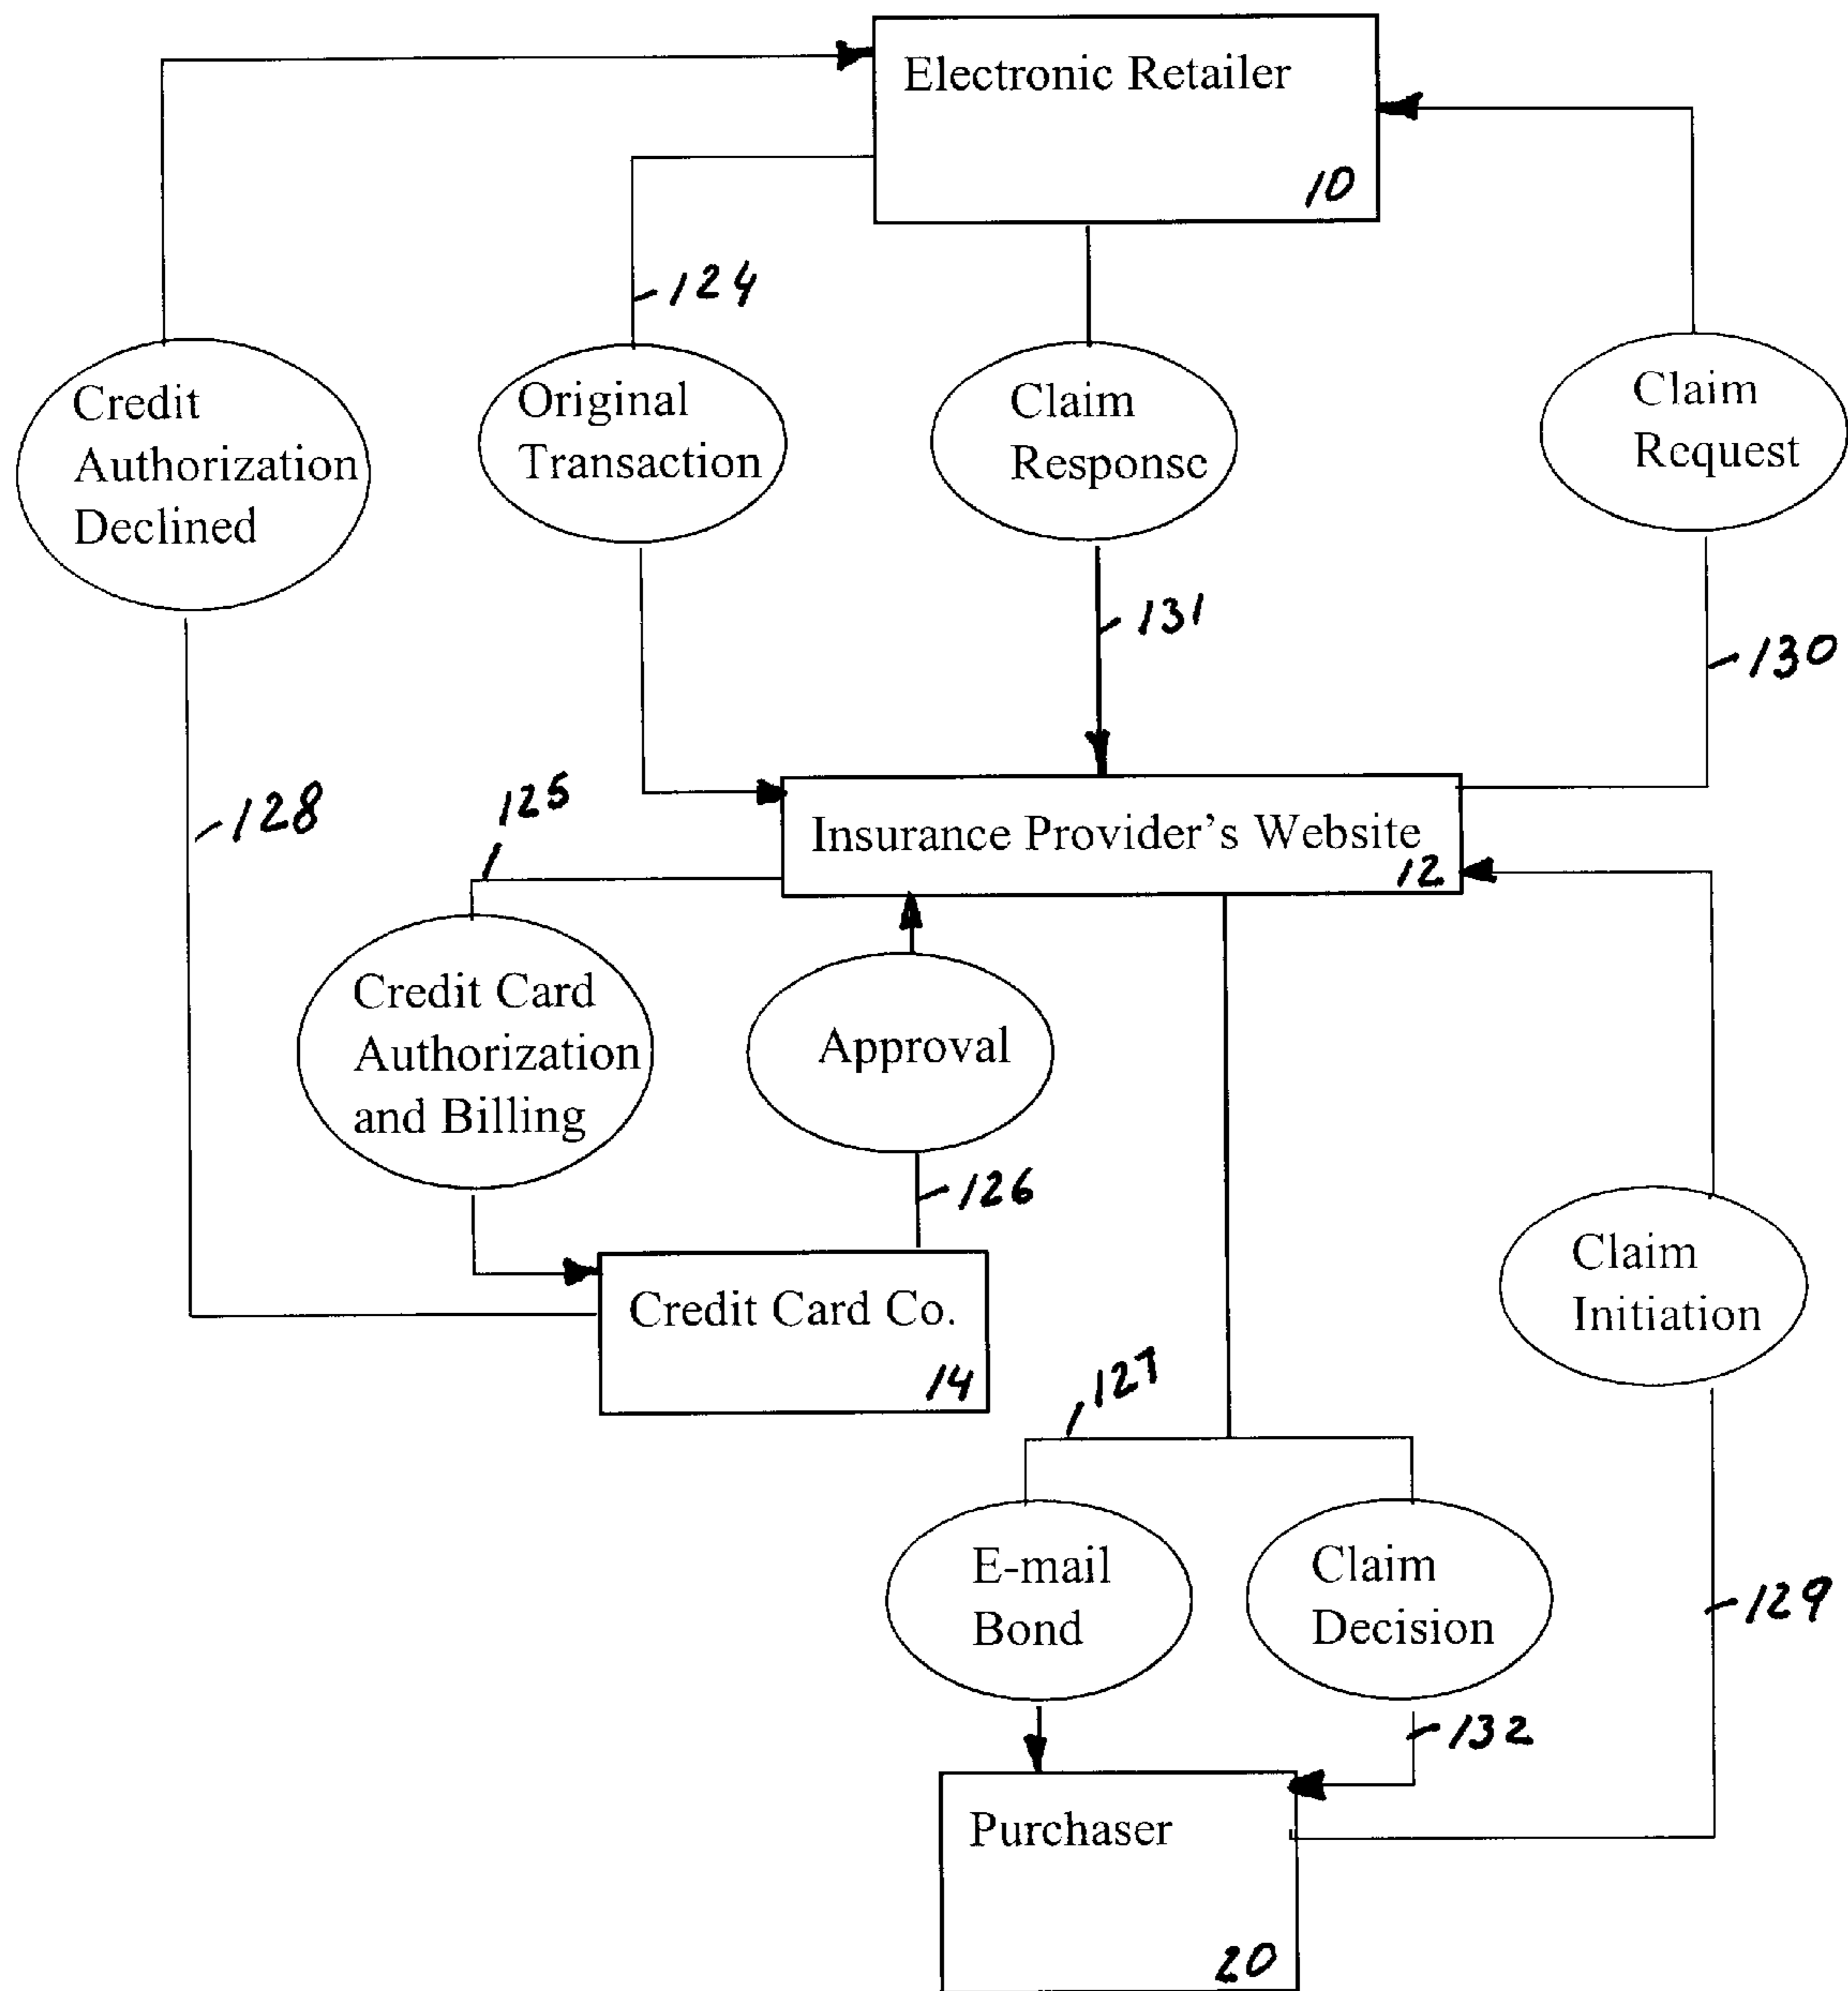 Electronic Retailer
10
124
Credit
Authorization
Declined
Original
Transaction
Claim
Response
Claim
Request
131
130
128
125
Insurance Provider's Website
12
Credit Card
Authorization
and Billing
Approval
126
Credit Card Co.
14
Claim
Initiation
127
E-mail
Bond
Claim
Decision
129
132
Purchaser
20